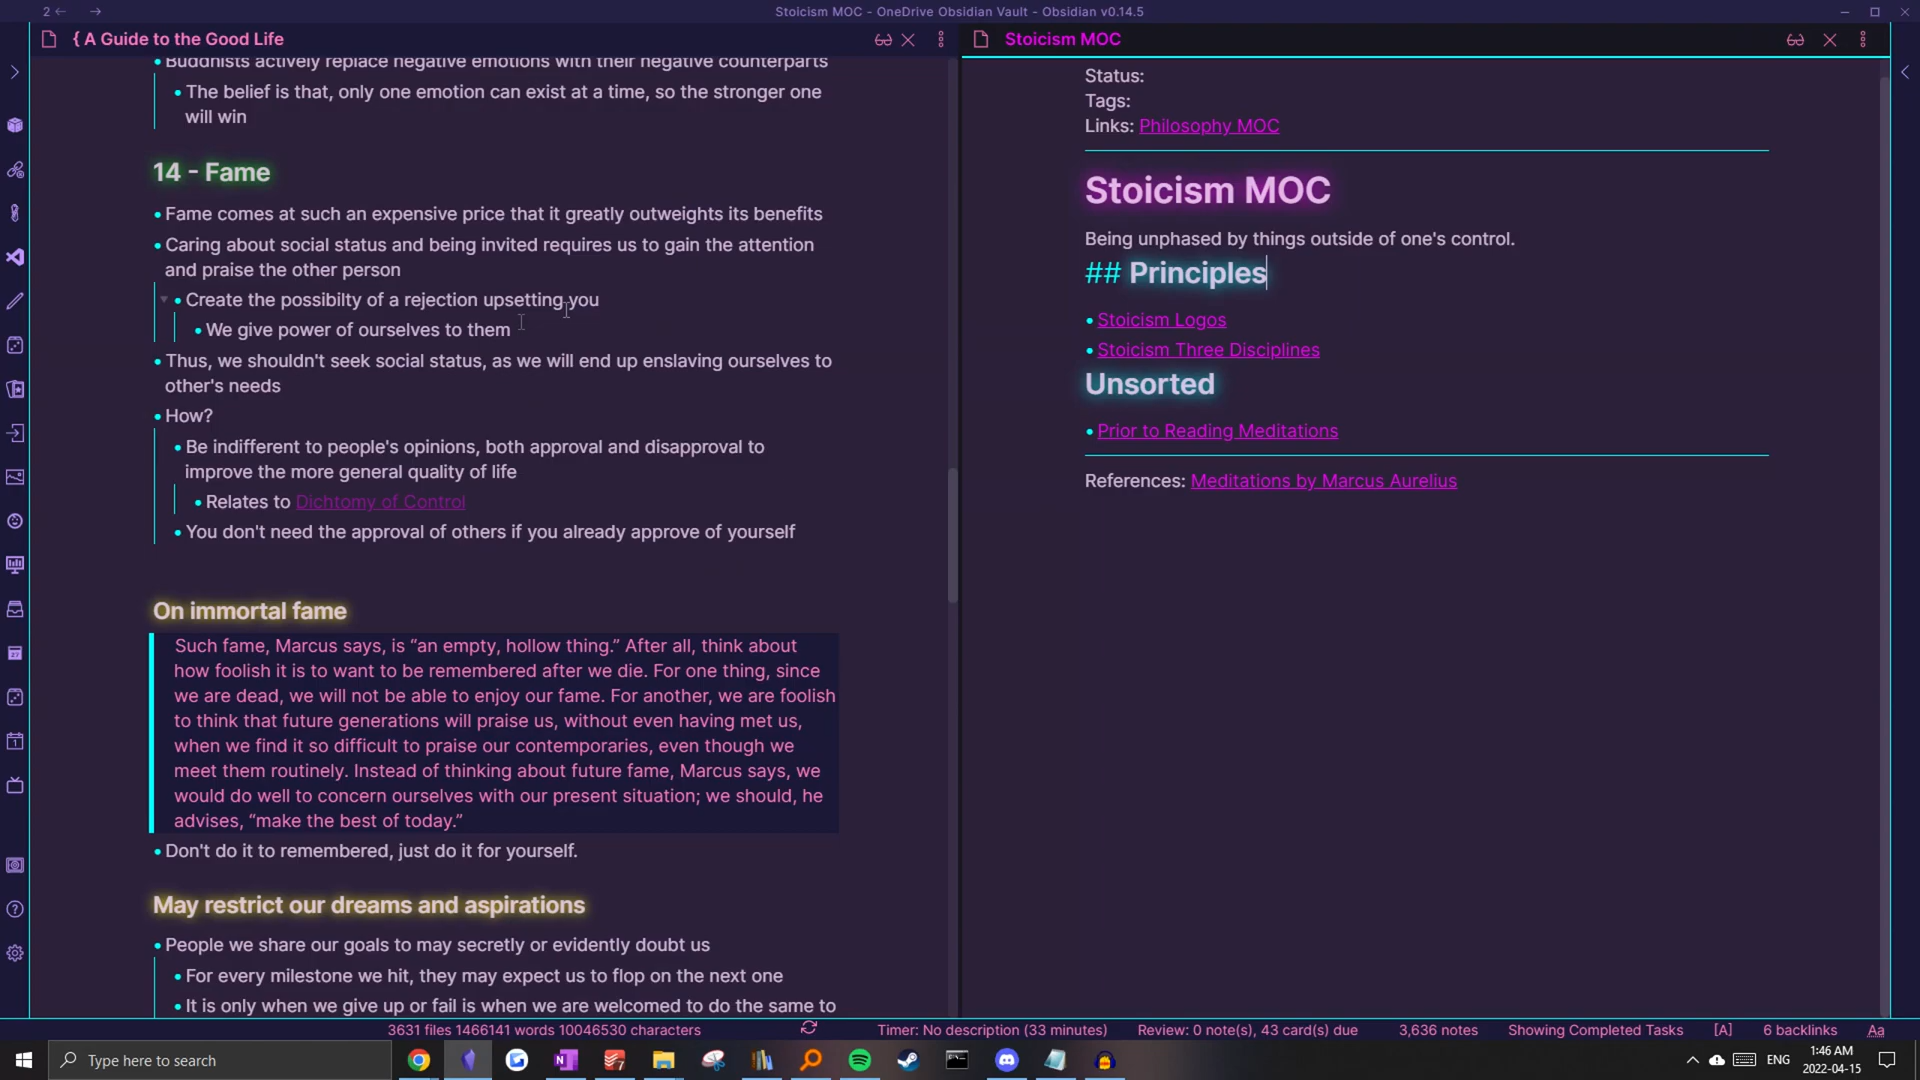 2
Stoicism MOC - OneDrive Obsidian Vault - Obsidian v0.14.5
{ A Guide to the Good Life
Buddhists actively replace negative emotions with their negative counterparts
The belief is that, only one emotion can exist at a time, so the stronger one
will win
14 - Fame
Fame comes at such an expensive price that it greatly outweights its benefits
Caring about social status and being invited requires us to gain the attention
and praise the other person
Create the possibilty of a rejection upsetting you
We give power of ourselves to them
Thus, we shouldn't seek social status, as we will end up enslaving ourselves to
other's needs
How?
Be indifferent to people's opinions, both approval and disapproval to
improve the more general quality of life
Relates to Dichtomy of Control
You don't need the approval of others if you already approve of yourself
On immortal fame
Such fame, Marcus says, is “an empty, hollow thing.” After all, think about
how foolish it is to want to be remembered after we die. For one thing, since
we are dead, we will not be able to enjoy our fame. For another, we are foolish
to think that future generations will praise us, without even having met us,
when we find it so difficult to praise our contemporaries, even though we
meet them routinely. Instead of thinking about future fame, Marcus says, we
would do well to concern ourselves with our present situation; we should, he
advises, “make the best of today.”
Don't do it to remembered, just do it for yourself.
May restrict our dreams and aspirations
People we share our goals to may secretly or evidently doubt us
For every milestone we hit, they may expect us to flop on the next one
It is only when we give up or fail is when we are welcomed to do the same to
Stoicism MOC
Status:
Tags:
Links: Philosophy MOC
Stoicism MOC
Being unphased by things outside of one's control.
## Principles
Stoicism Logos
Stoicism Three Disciplines
Unsorted
Prior to Reading Meditations
References: Meditations by Marcus Aurelius
3631 files 1466141 words 10046530 characters
Timer: No description (33 minutes)
Review: 0 note(s), 43 card(s) due
3,636 notes
Showing Completed Tasks
[A]
6 backlinks
Aa
Type here to search
ENG
1:46 AM
2022-04-15